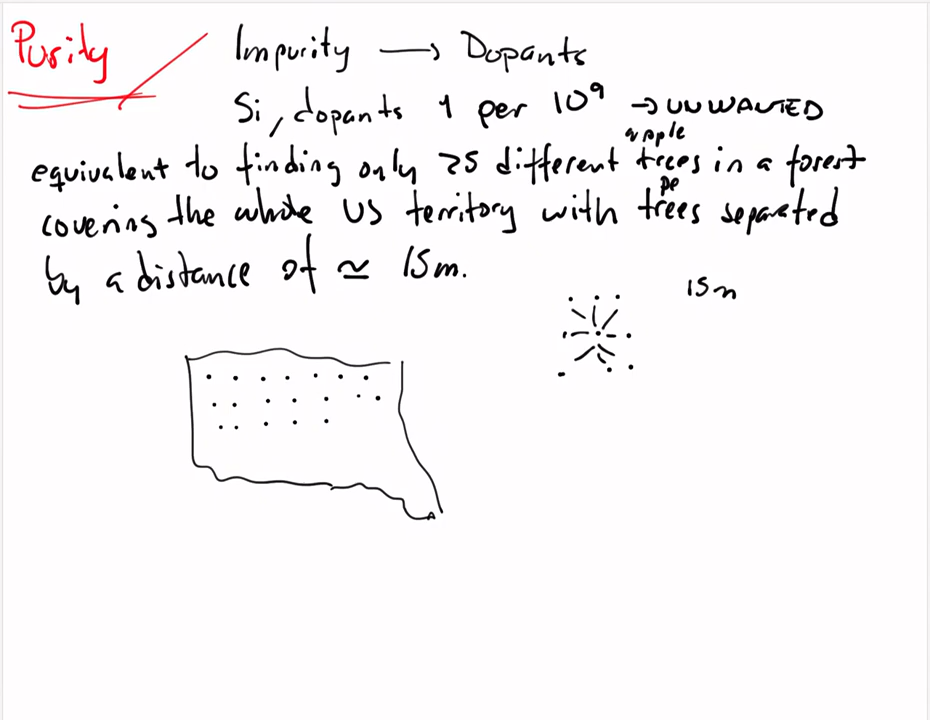 Purity
Impurity → Dopants
Si, dopants 1 per 10⁹ → UNWANTED
apple
equivalent to finding only 25 different trees in a forest
pe
covering the whole US territory with trees separated
by a distance of ≃ 15m.
15m